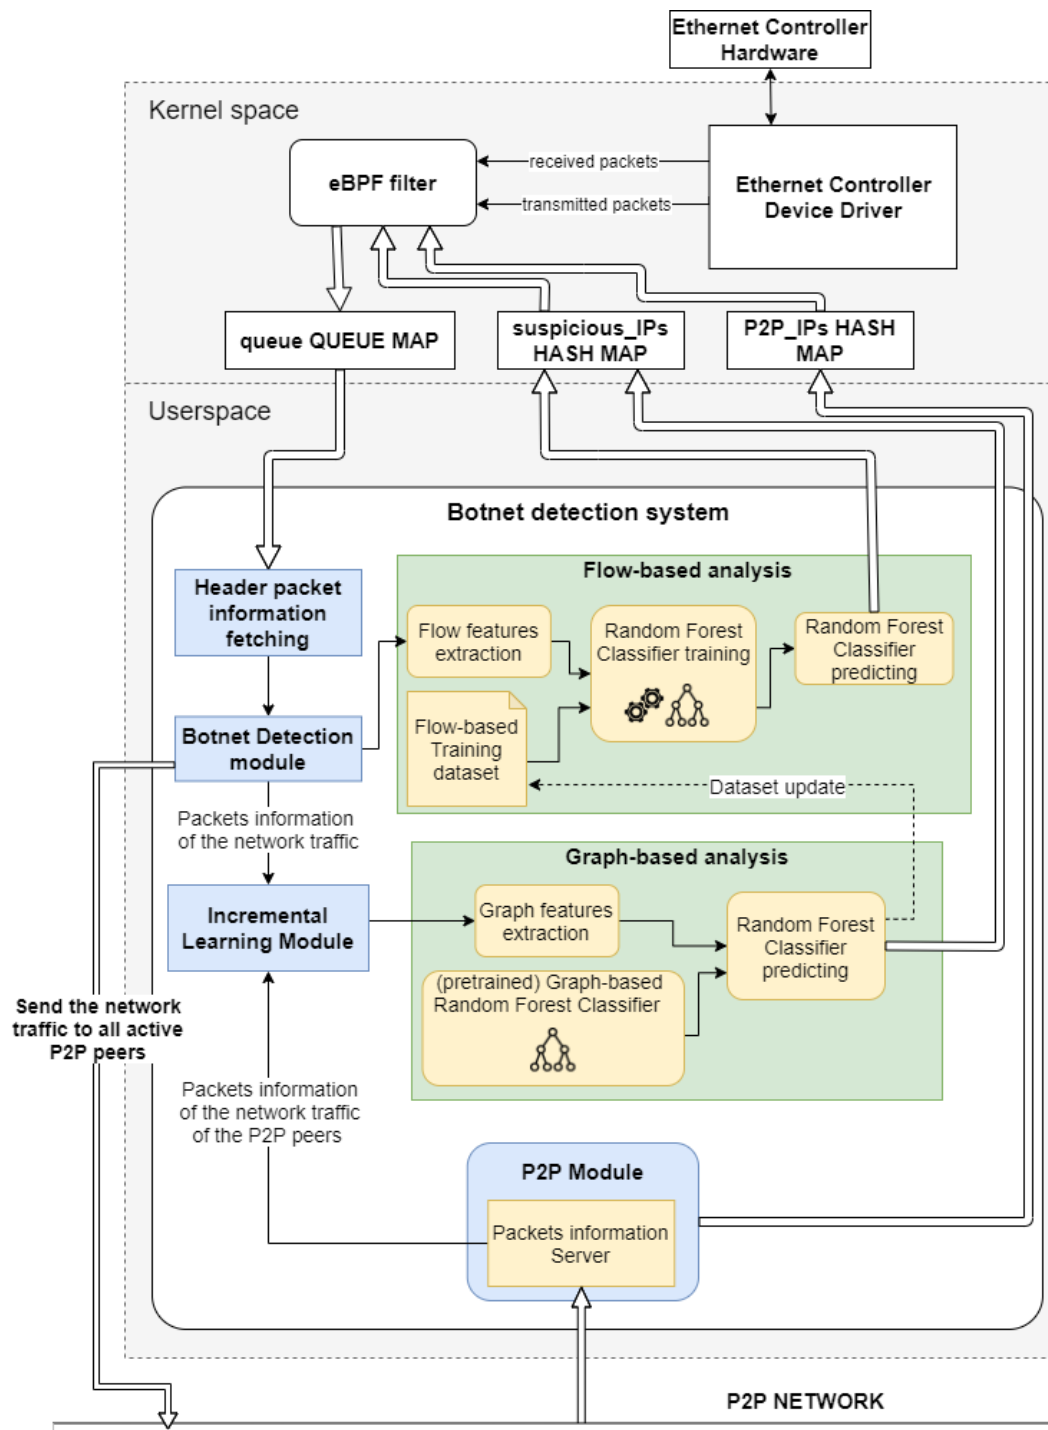 Ethernet Controller
Hardware
Kernel space
eBPF filter
received packets
transmitted packets
Ethernet Controller
Device Driver
queue QUEUE MAP
suspicious_IPs
HASH MAP
P2P_IPs HASH
MAP
Userspace
Botnet detection system
Header packet
information
fetching
Flow-based analysis
Flow features
extraction
Random Forest
Classifier training
Random Forest
Classifier
predicting
Flow-based
Training
dataset
Botnet Detection
module
Dataset update
Packets information
of the network traffic
Graph-based analysis
Incremental
Learning Module
Graph features
extraction
Random Forest
Classifier
predicting
(pretrained) Graph-based
Random Forest Classifier
Send the network
traffic to all active
P2P peers
Packets information
of the network traffic
of the P2P peers
P2P Module
Packets information
Server
P2P NETWORK